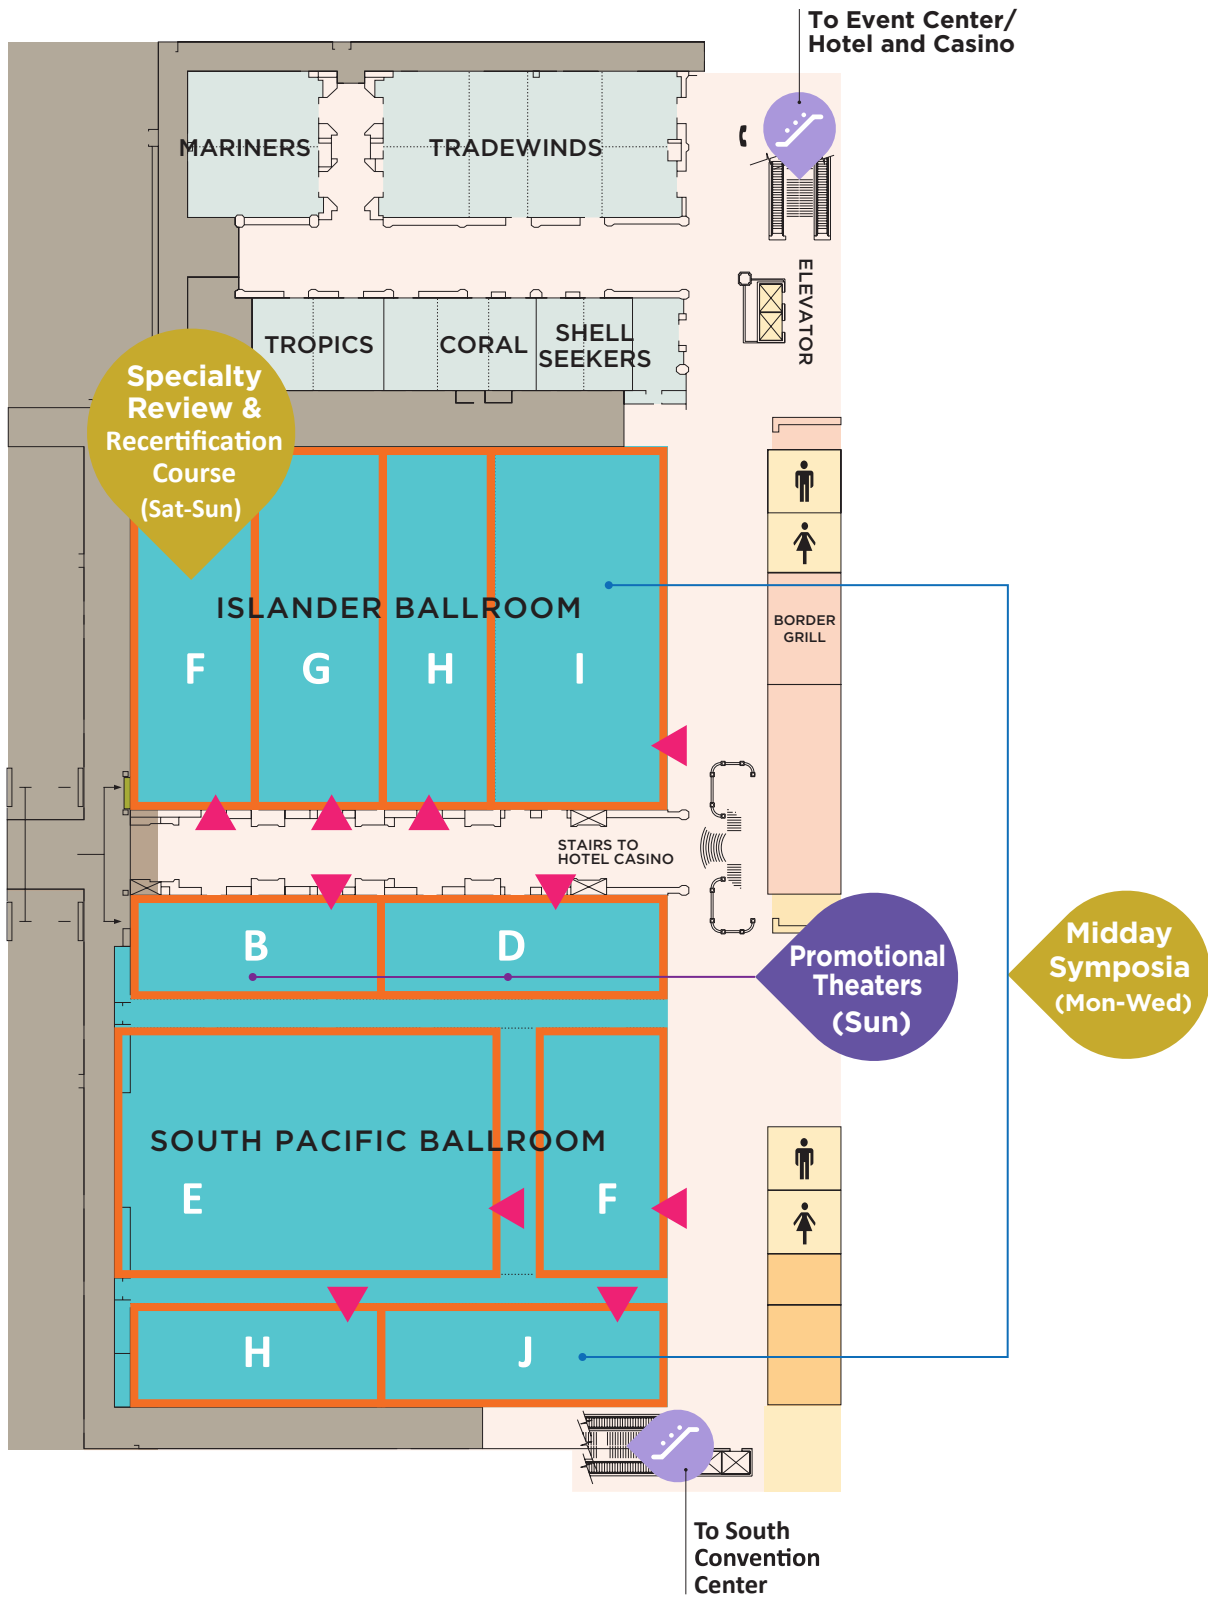 To Event Center/
Hotel and Casino
MARINERS
TRADEWINDS
ELEVATOR
TROPICS
CORAL
SHELL
SEEKERS
Specialty
Review &
Recertification
Course
(Sat-Sun)
ISLANDER BALLROOM
F
G
H
I
BORDER
GRILL
STAIRS TO
HOTEL CASINO
B
D
Promotional
Theaters
(Sun)
Midday
Symposia
(Mon-Wed)
SOUTH PACIFIC BALLROOM
E
F
H
J
To South
Convention
Center